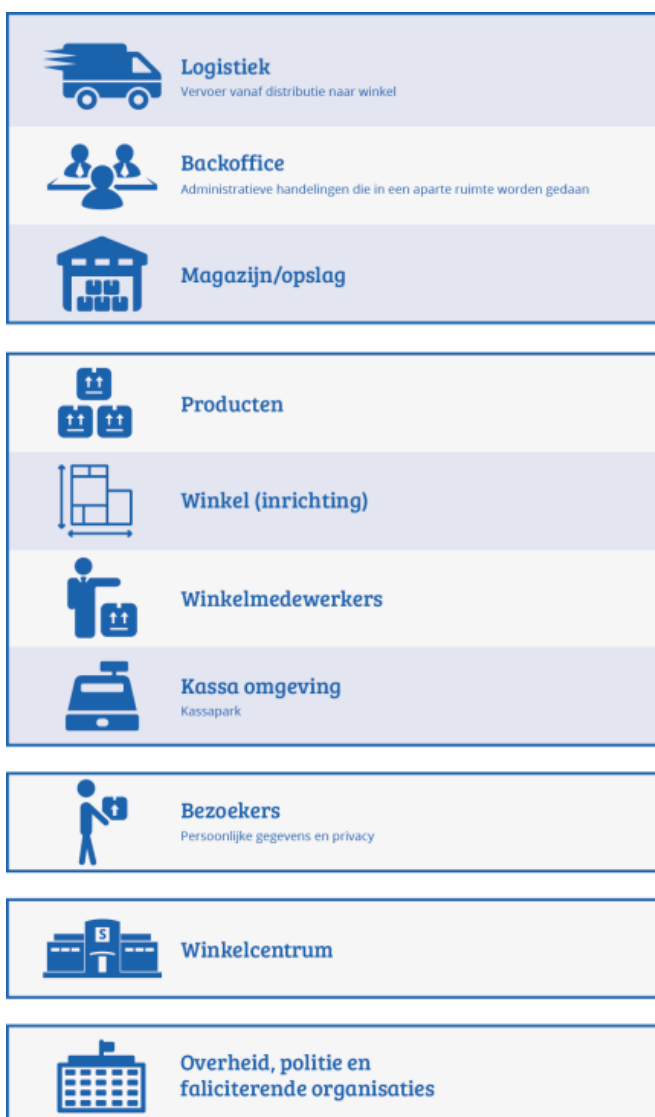 Logistiek
Vervoer vanaf distributie naar winkel
Backoffice
Administratieve handelingen die in een aparte ruimte worden gedaan
Magazijn/opslag
Producten
Winkel (inrichting)
Winkelmedewerkers
Kassa omgeving
Kassapark
Bezoekers
Persoonlijke gegevens en privacy
S
Winkelcentrum
Overheid, politie en
faliciterende organisaties